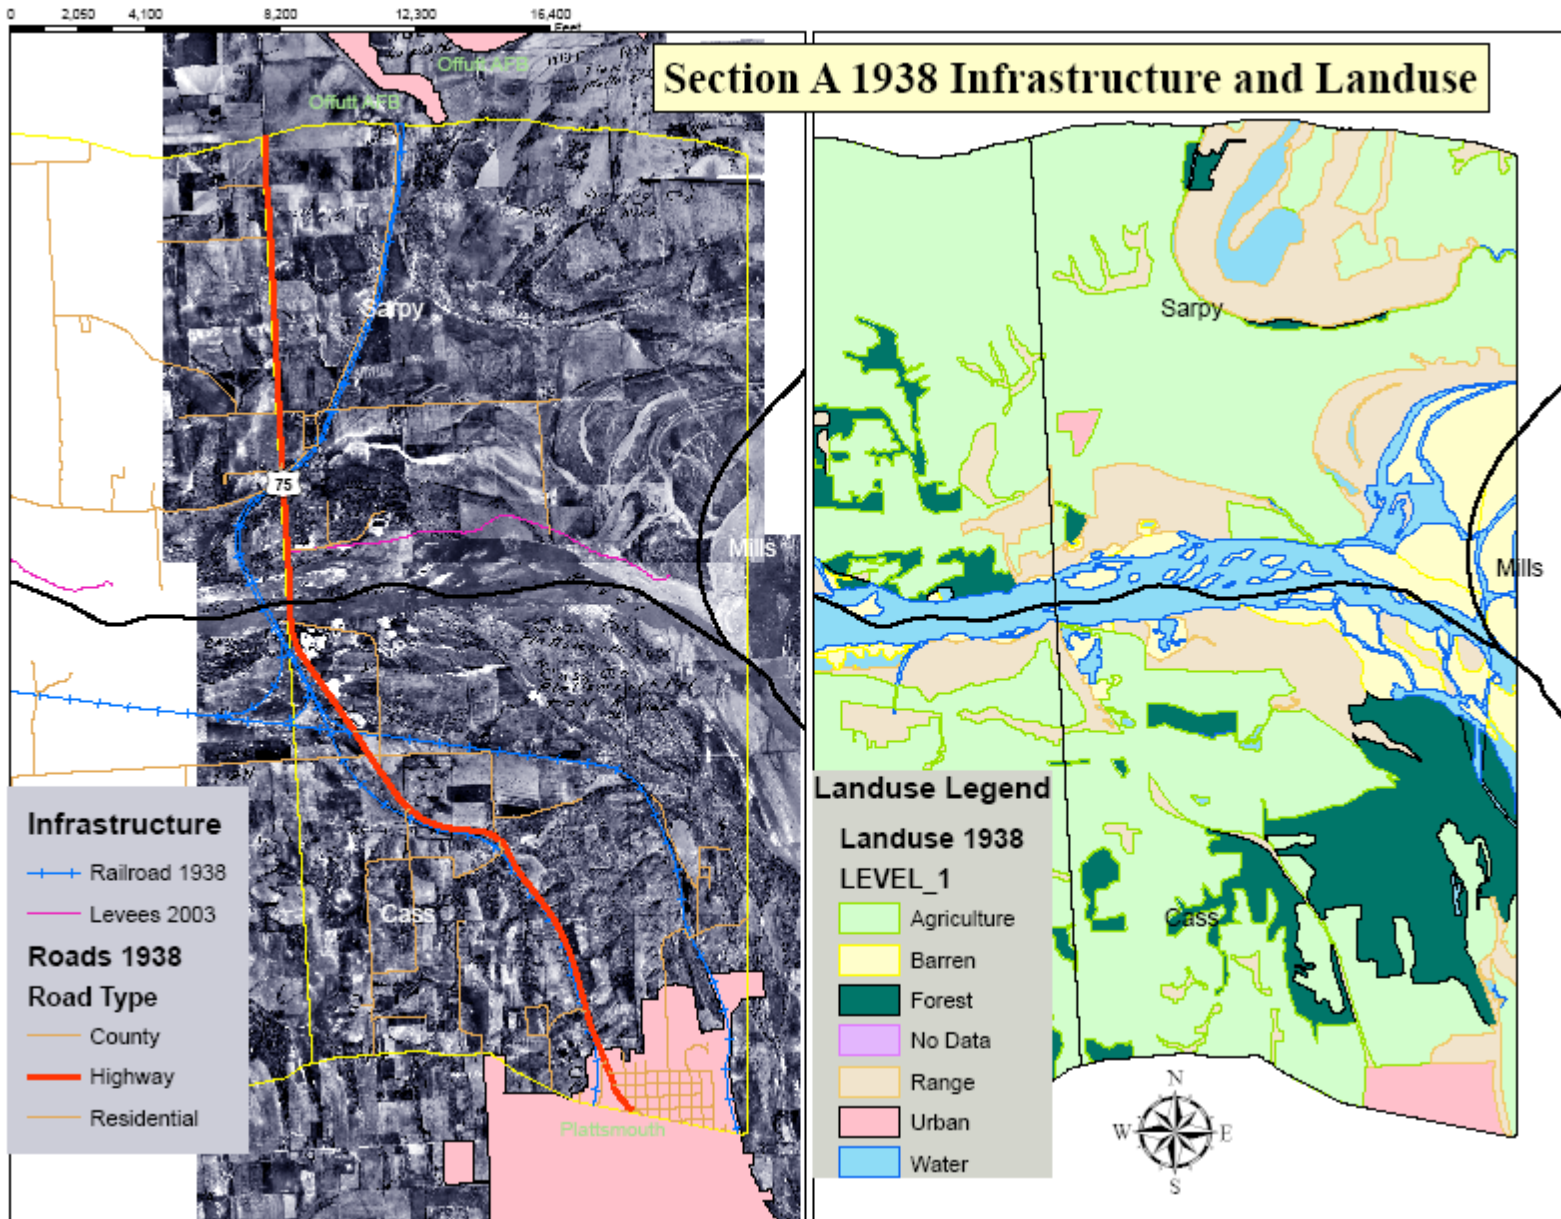 0 2,050 4,100 8,200 12,300 16,400
Feet
Section A 1938 Infrastructure and Landuse
Offutt AFB
Offutt AFB
Sarpy
75
Mills
Cass
Plattsmouth
Infrastructure
Railroad 1938
Levees 2003
Roads 1938
Road Type
County
Highway
Residential
Sarpy
Mills
Cass
Landuse Legend
Landuse 1938
LEVEL_1
Agriculture
Barren
Forest
No Data
Range
Urban
Water
N
W E
S